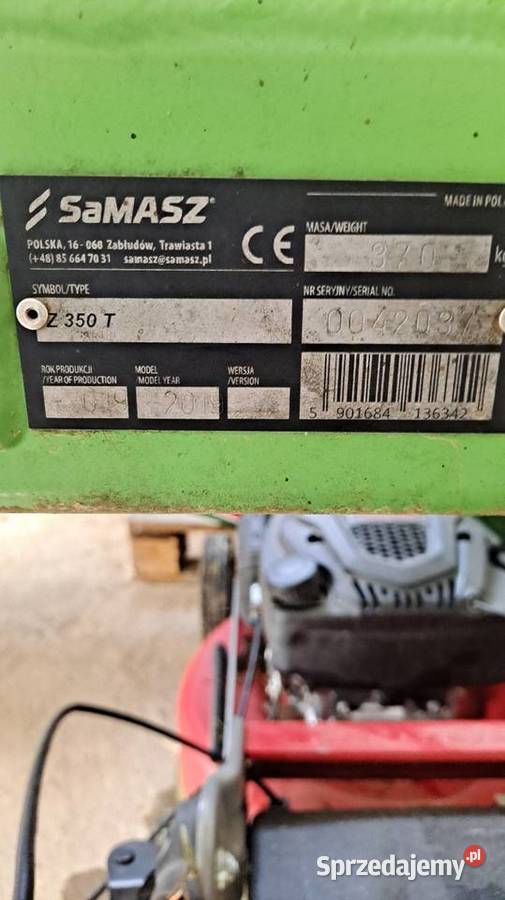 SaMASZ
MADE IN POL
POLSKA, 16 - 060 Zabłudów, Trawiasta 1
(+48) 85 664 70 31 samasz@samasz.pl
CE
MASA/WEIGHT
370 k
SYMBOL/TYPE
Z 350 T
NR SERYJNY/SERIAL NO.
ROK PRODUKCJI
/YEAR OF PRODUCTION
MODEL
/MODEL YEAR
WERSJA
/VERSION
5 901684 136342
Sprzedajemy.pl